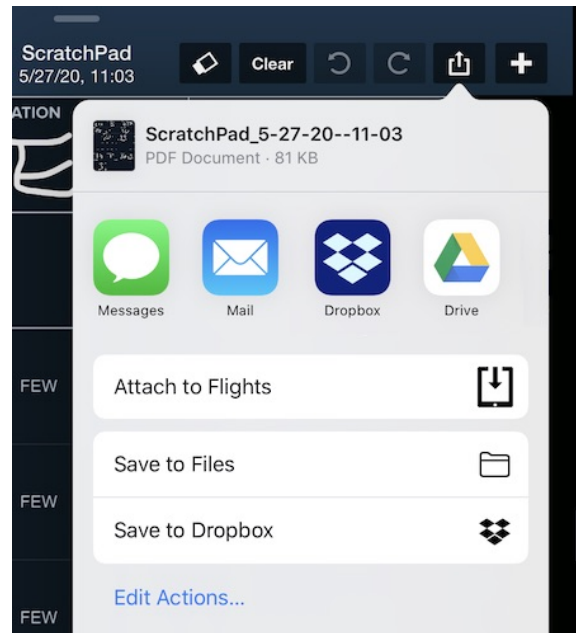 ScratchPad
5/27/20, 11:03
Clear
ATION
ScratchPad_5-27-20--11-03
PDF Document · 81 KB
Messages Mail Dropbox Drive
FEW
Attach to Flights
Save to Files
FEW
Save to Dropbox
Edit Actions...
FEW